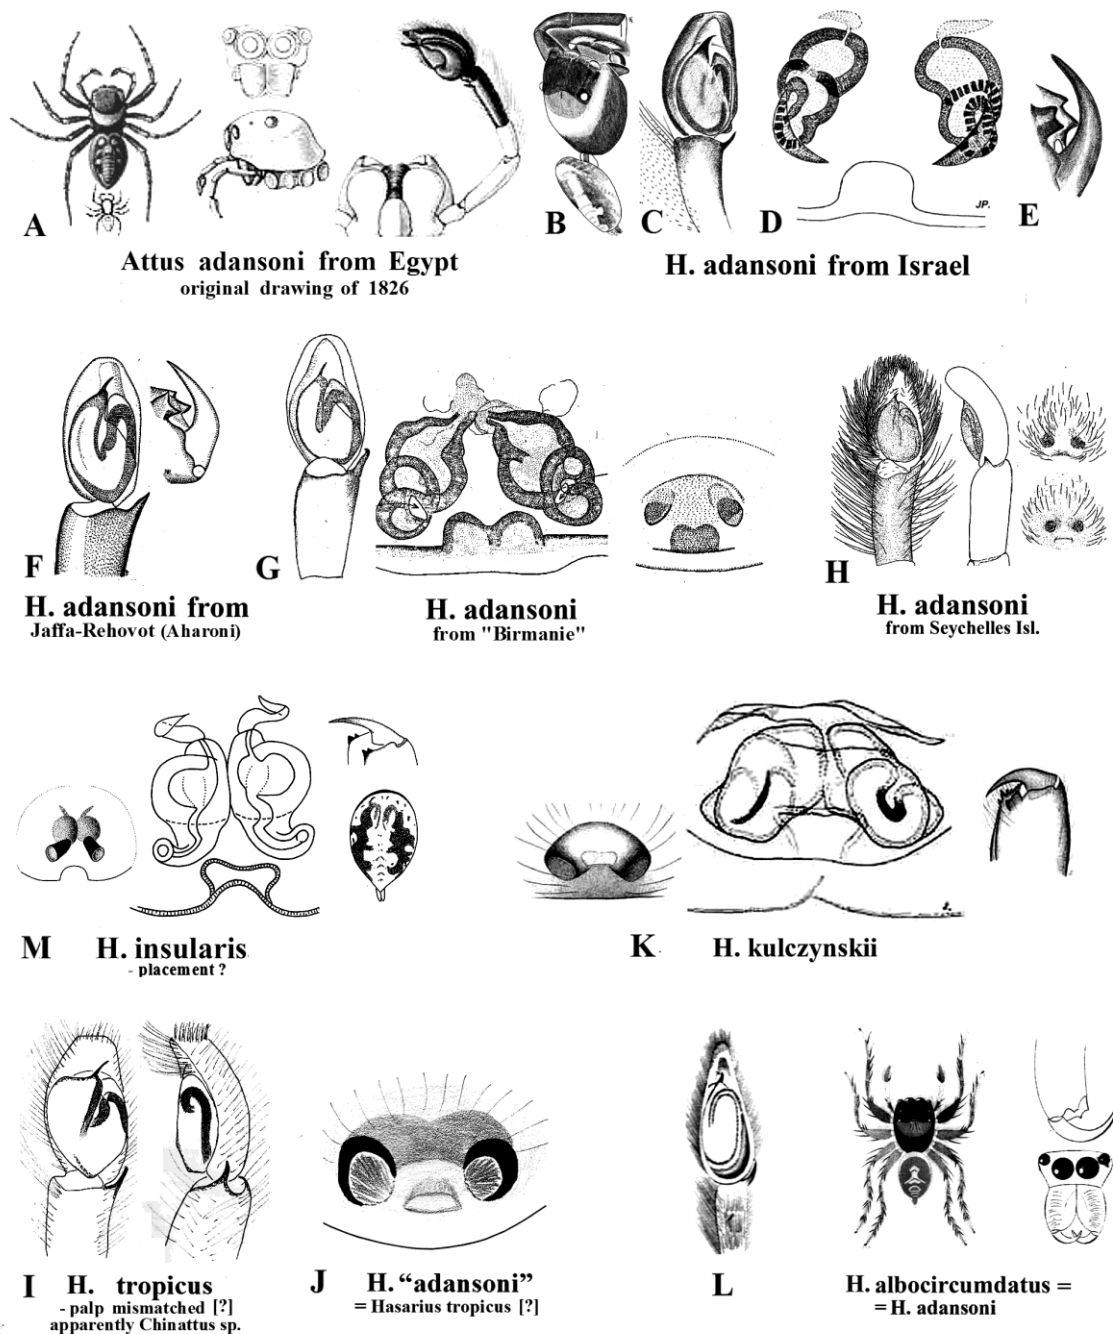 A
B
C
D
JP.
E
Attus adansoni from Egypt
original drawing of 1826
H. adansoni from Israel
F
G
H
H. adansoni from
Jaffa-Rehovot (Aharoni)
H. adansoni
from "Birmanie"
H. adansoni
from Seychelles Isl.
M
H. insularis
- placement ?
K
H. kulczynskii
I
H. tropicus
- palp mismatched [?]
apparently Chinattus sp.
J
H. “adansoni”
= Hasarius tropicus [?]
L
H. albocircumdatus =
= H. adansoni